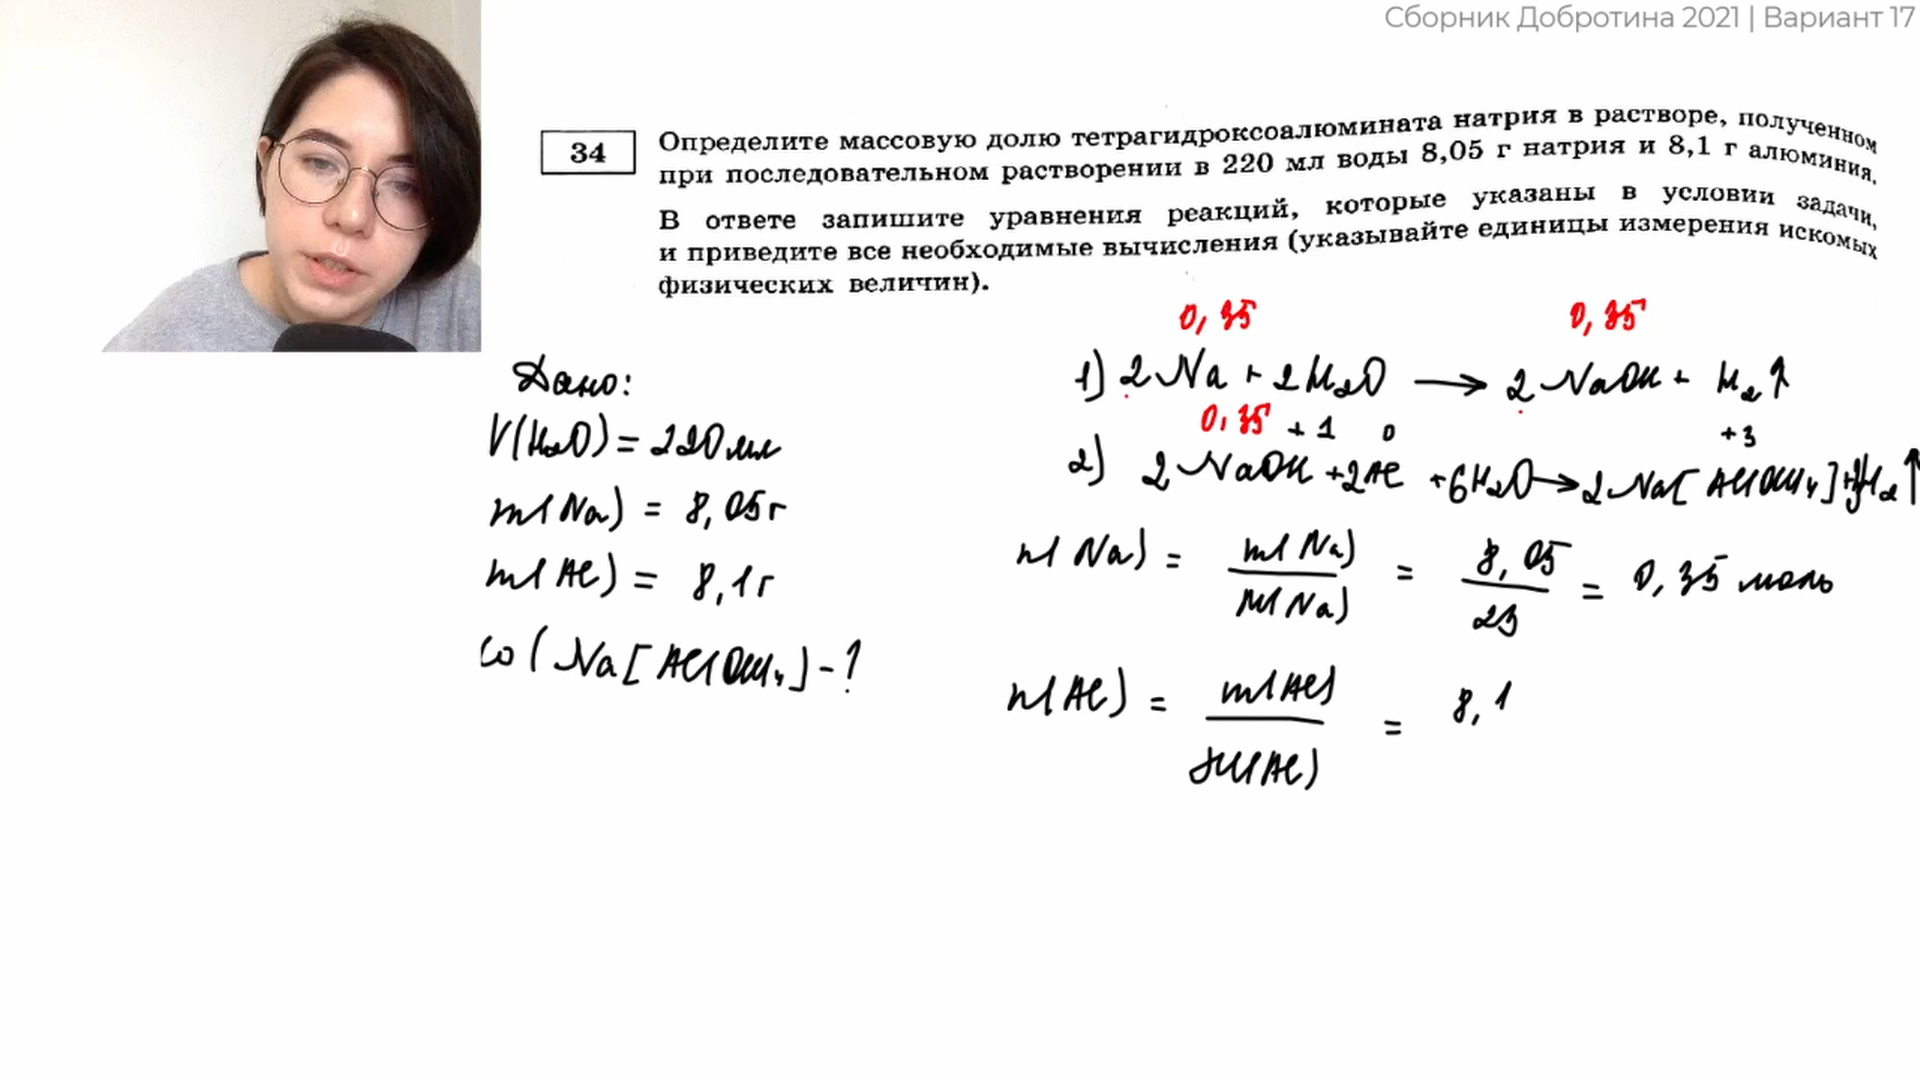 Сборник Добротина 2021 | Вариант 17
34
Определите массовую долю тетрагидроксоалюмината натрия в растворе, полученном
при последовательном растворении в 220 мл воды 8,05 г натрия и 8,1 г алюминия.
В ответе запишите уравнения реакций, которые указаны в условии задачи,
и приведите все необходимые вычисления (указывайте единицы измерения искомых
физических величин).
Дано:
V(H₂O) = 220 мл
m(Na) = 8,05 г
m(Al) = 8,1 г
ω(Na[Al(OH)₄] - ?
0,35 0,35
1) 2Na + 2H₂O → 2NaOH + H₂↑
0,35 +1 0 +3
2) 2NaOH + 2Al + 6H₂O → 2Na[Al(OH)₄] + 3H₂↑
n(Na) = m(Na) / M(Na) = 8,05 / 23 = 0,35 моль
n(Al) = m(Al) / M(Al) = 8,1